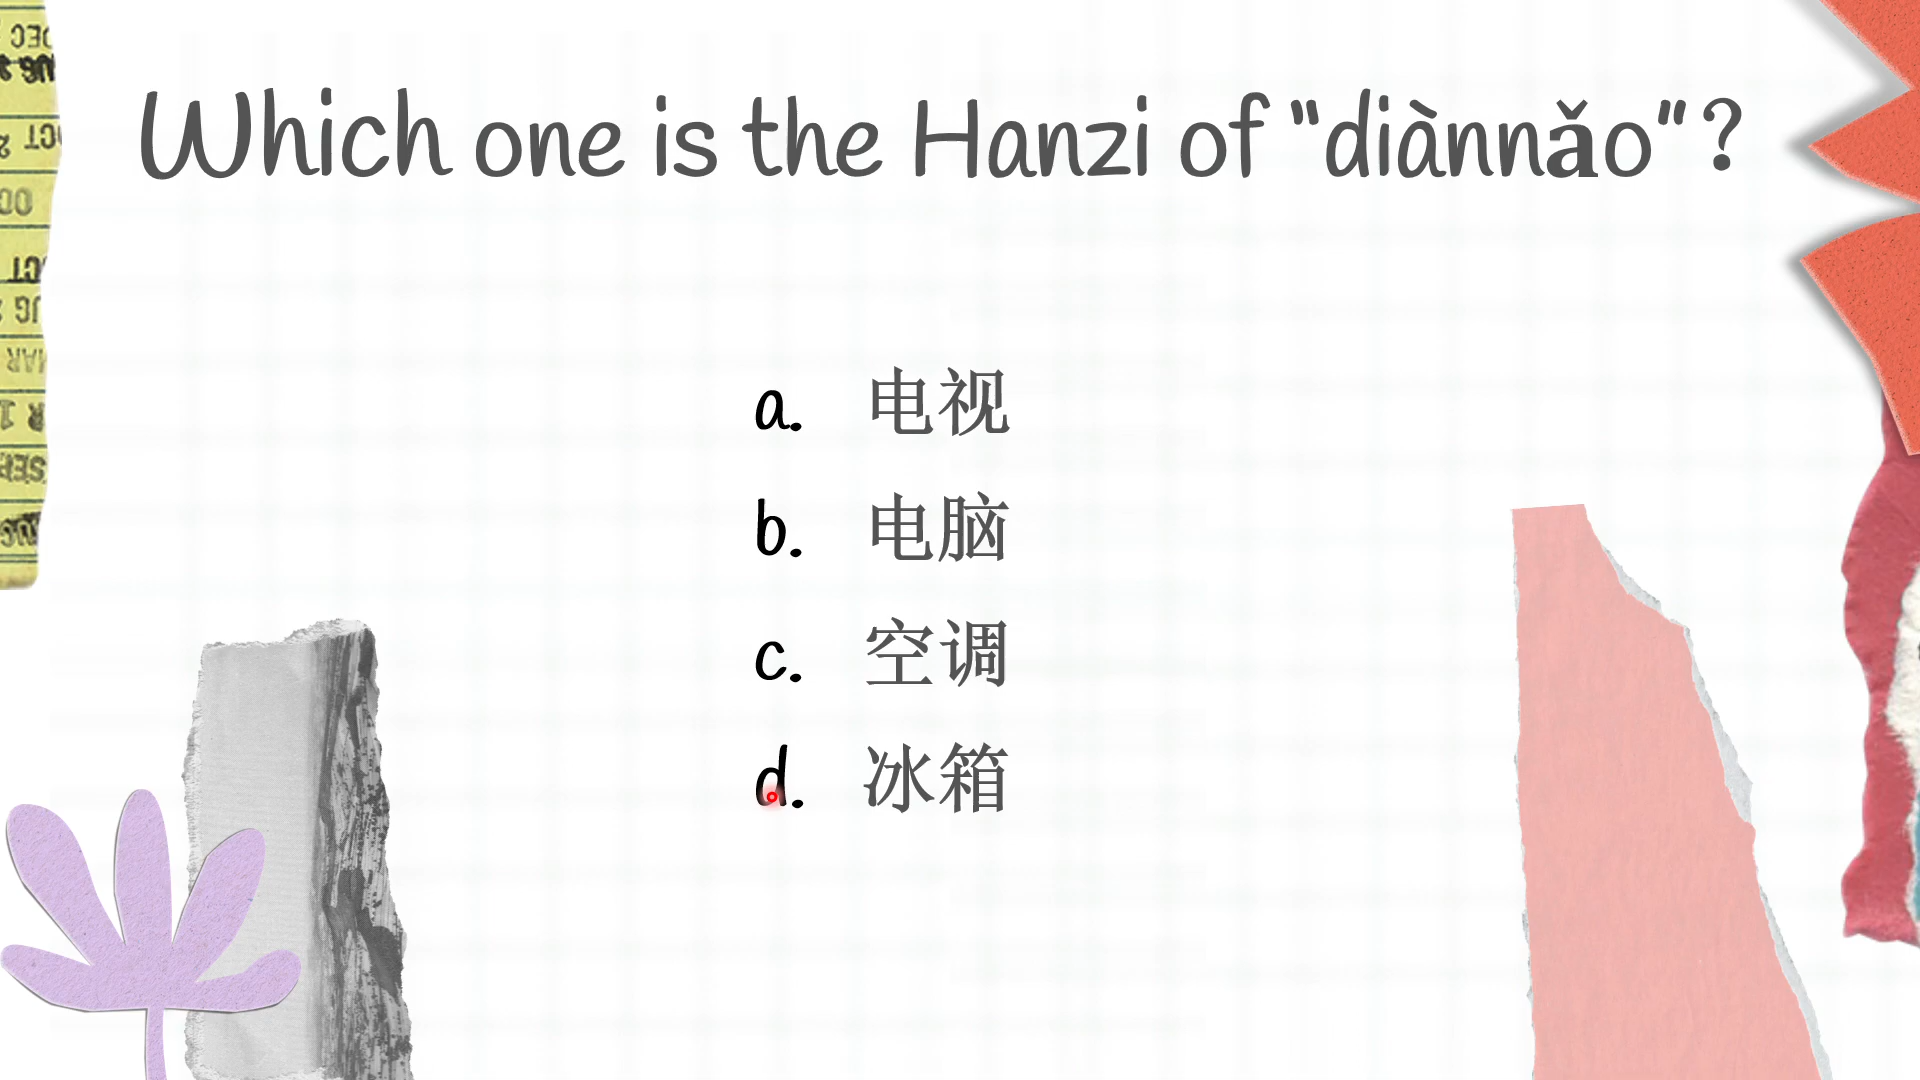 Which one is the Hanzi of "diànnǎo"?
a. 电视
b. 电脑
c. 空调
d. 冰箱